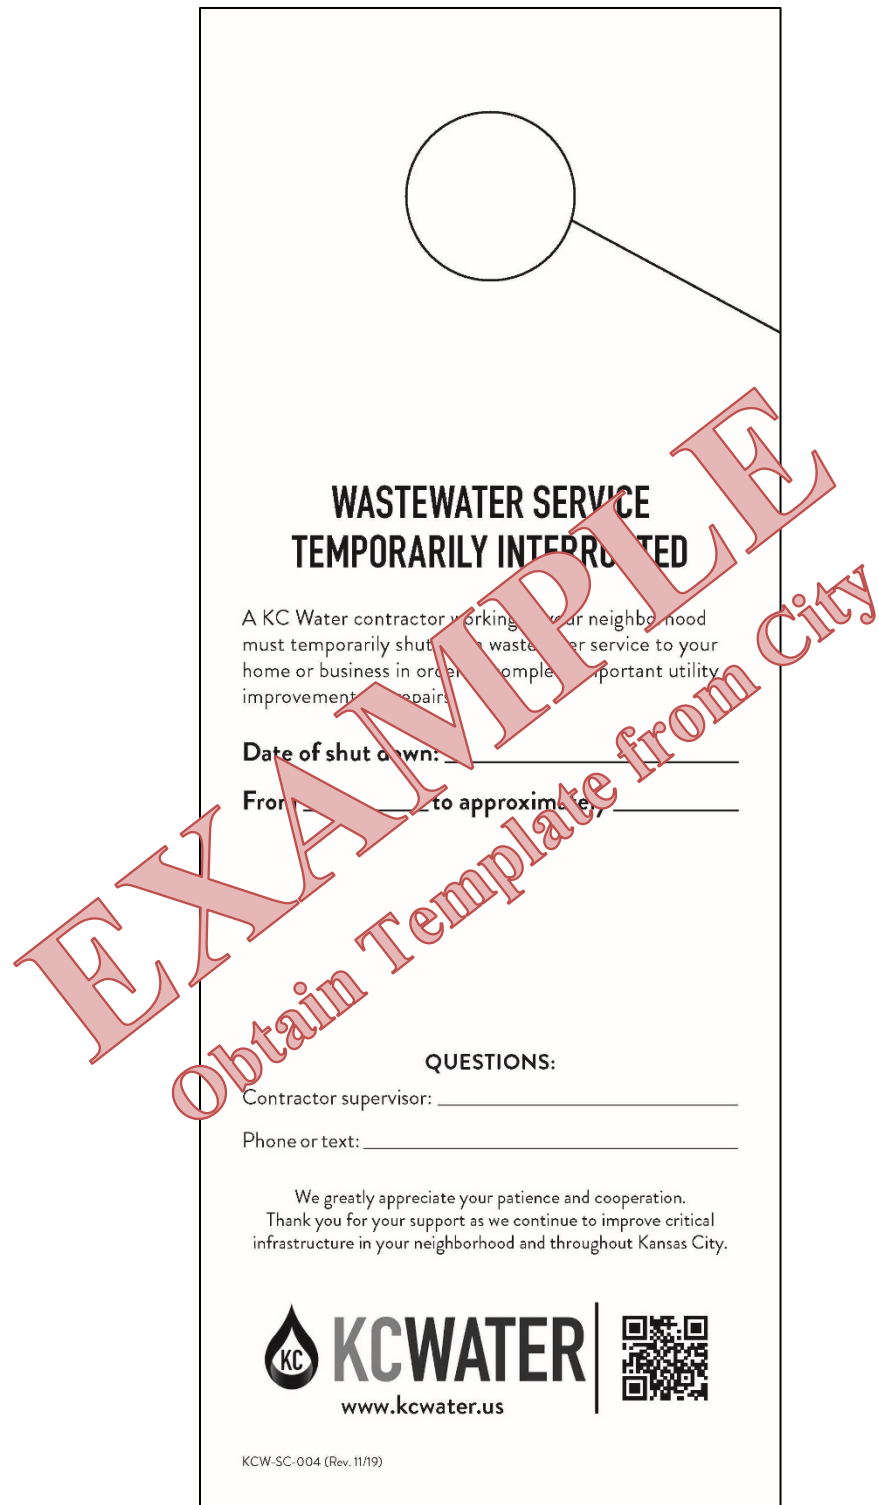 WASTEWATER SERVICE
TEMPORARILY INTERRUPTED
A KC Water contractor working in your neighborhood
must temporarily shut down wastewater service to your
home or business in order to complete important utility
improvements repairs
Date of shut down:
From to approximately
EXAMPLE
Obtain Template from City
QUESTIONS:
Contractor supervisor:
Phone or text:
We greatly appreciate your patience and cooperation.
Thank you for your support as we continue to improve critical
infrastructure in your neighborhood and throughout Kansas City.
KC KCWATER
www.kcwater.us
KCW-SC-004 (Rev. 11/19)